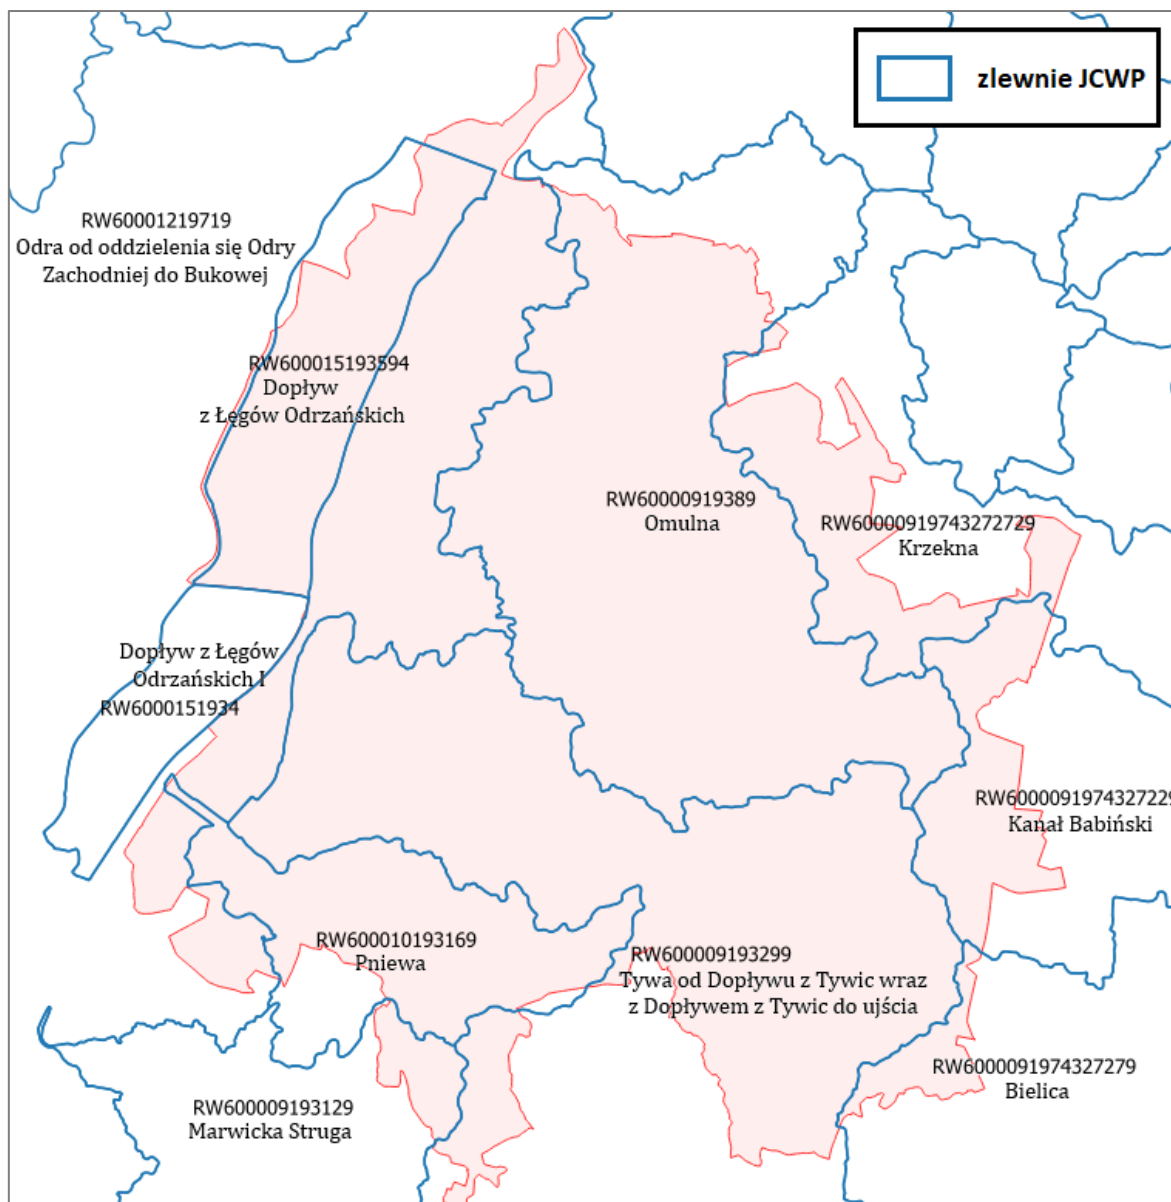 zlewnie JCWP
RW60001219719
Odra od oddzielenia się Odry
Zachodniej do Bukowej
RW600015193594
Dopływ
z Łęgów Odrzańskich
RW60000919389
Omulna
RW60000919743272729
Krzekna
Dopływ z Łęgów
Odrzańskich I
RW6000151934
RW6000091974327229
Kanał Babiński
RW600010193169
Pniewa
RW600009193299
Tywa od Dopływu z Tywic wraz
z Dopływem z Tywic do ujścia
RW6000091974327279
Bielica
RW600009193129
Marwicka Struga